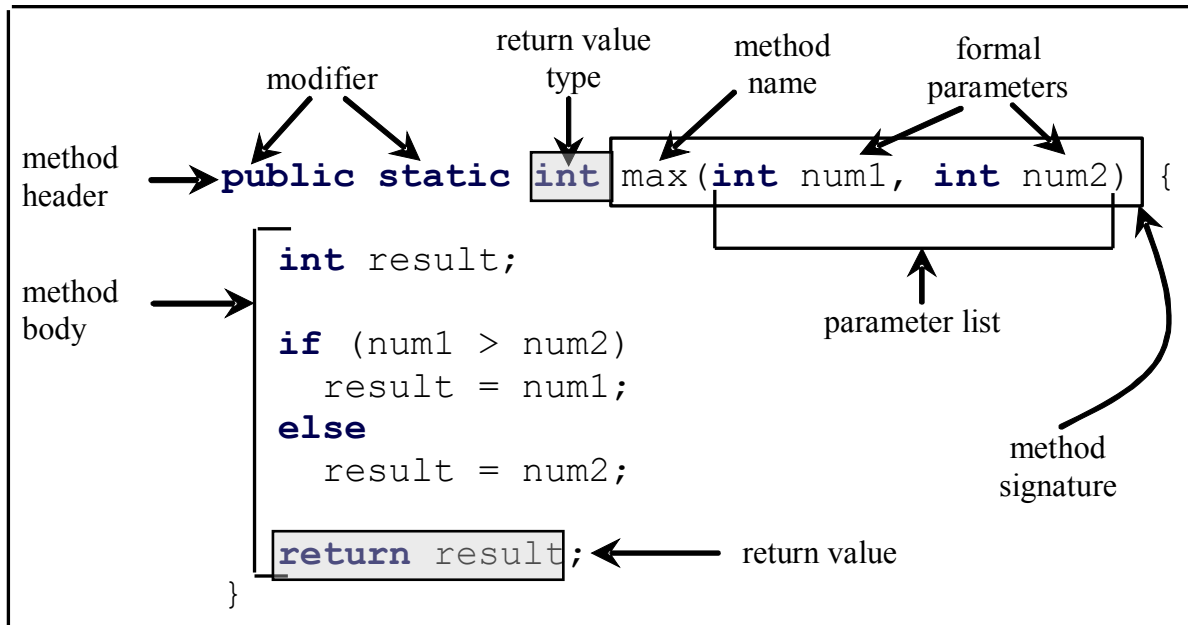 return value
type
method
name
formal
parameters
modifier
method
header
public static int max(int num1, int num2) {
int result;
method
body
parameter list
if (num1 > num2)
result = num1;
else
result = num2;
method
signature
return result;
return value
}